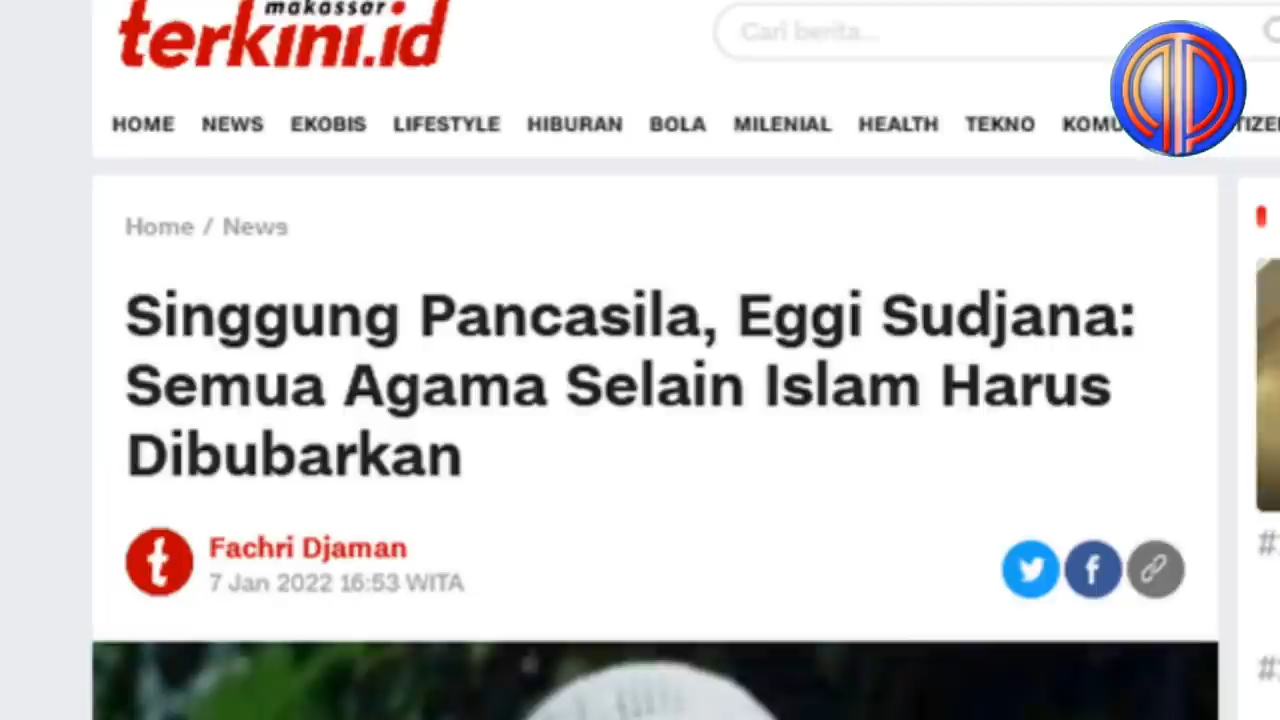 makassar
terkini.id
Cari berita...
HOME NEWS EKOBIS LIFESTYLE HIBURAN BOLA MILENIAL HEALTH TEKNO
Home / News
Singgung Pancasila, Eggi Sudjana:
Semua Agama Selain Islam Harus
Dibubarkan
Fachri Djaman
7 Jan 2022 16:53 WITA